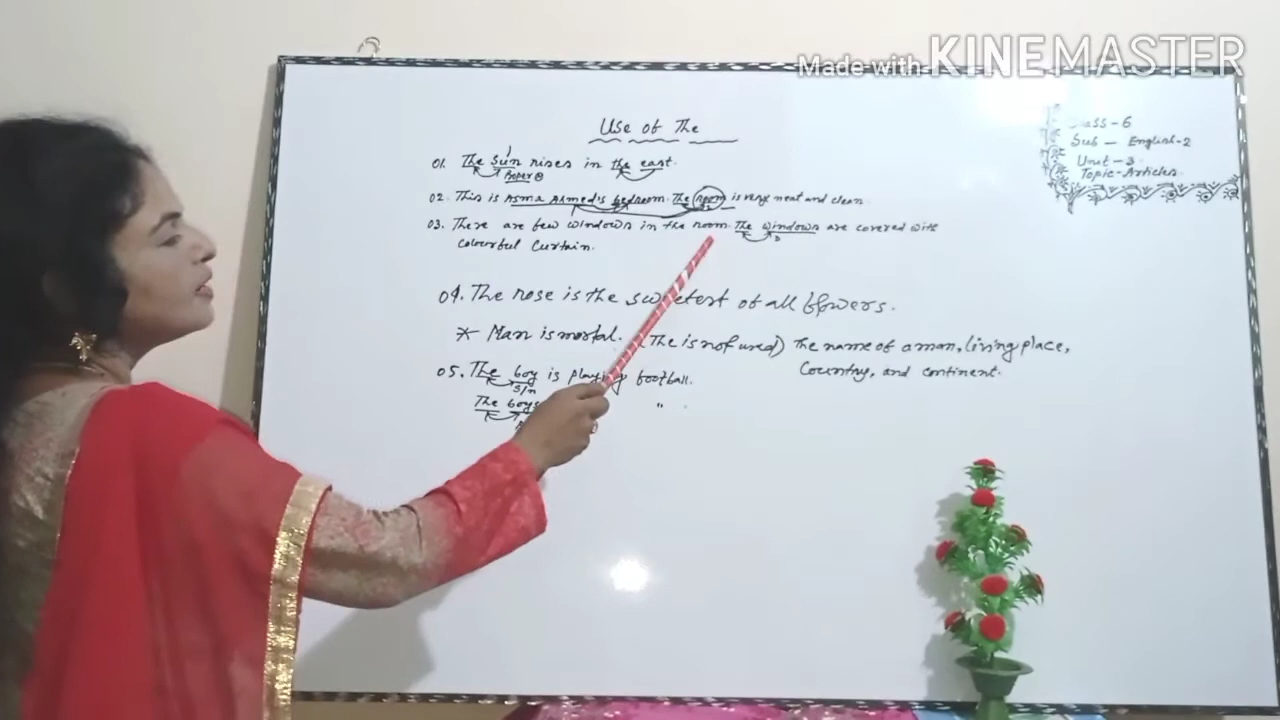 Made with KINEMASTER
Class-6
Sub - English-2
Unit-3
Topic-Articles.
Use of The
01. The Sun rises in the east.
02. This is Asma Ahmed's bedroom. The room is very neat and clean.
03. There are few windows in the room. The windows are covered with
colourful curtain.
04. The rose is the sweetest of all flowers.
* Man is mortal. (The is not used) The name of a man, living place,
Country, and continent.
05. The boy is playing football.
S/n
The boys "